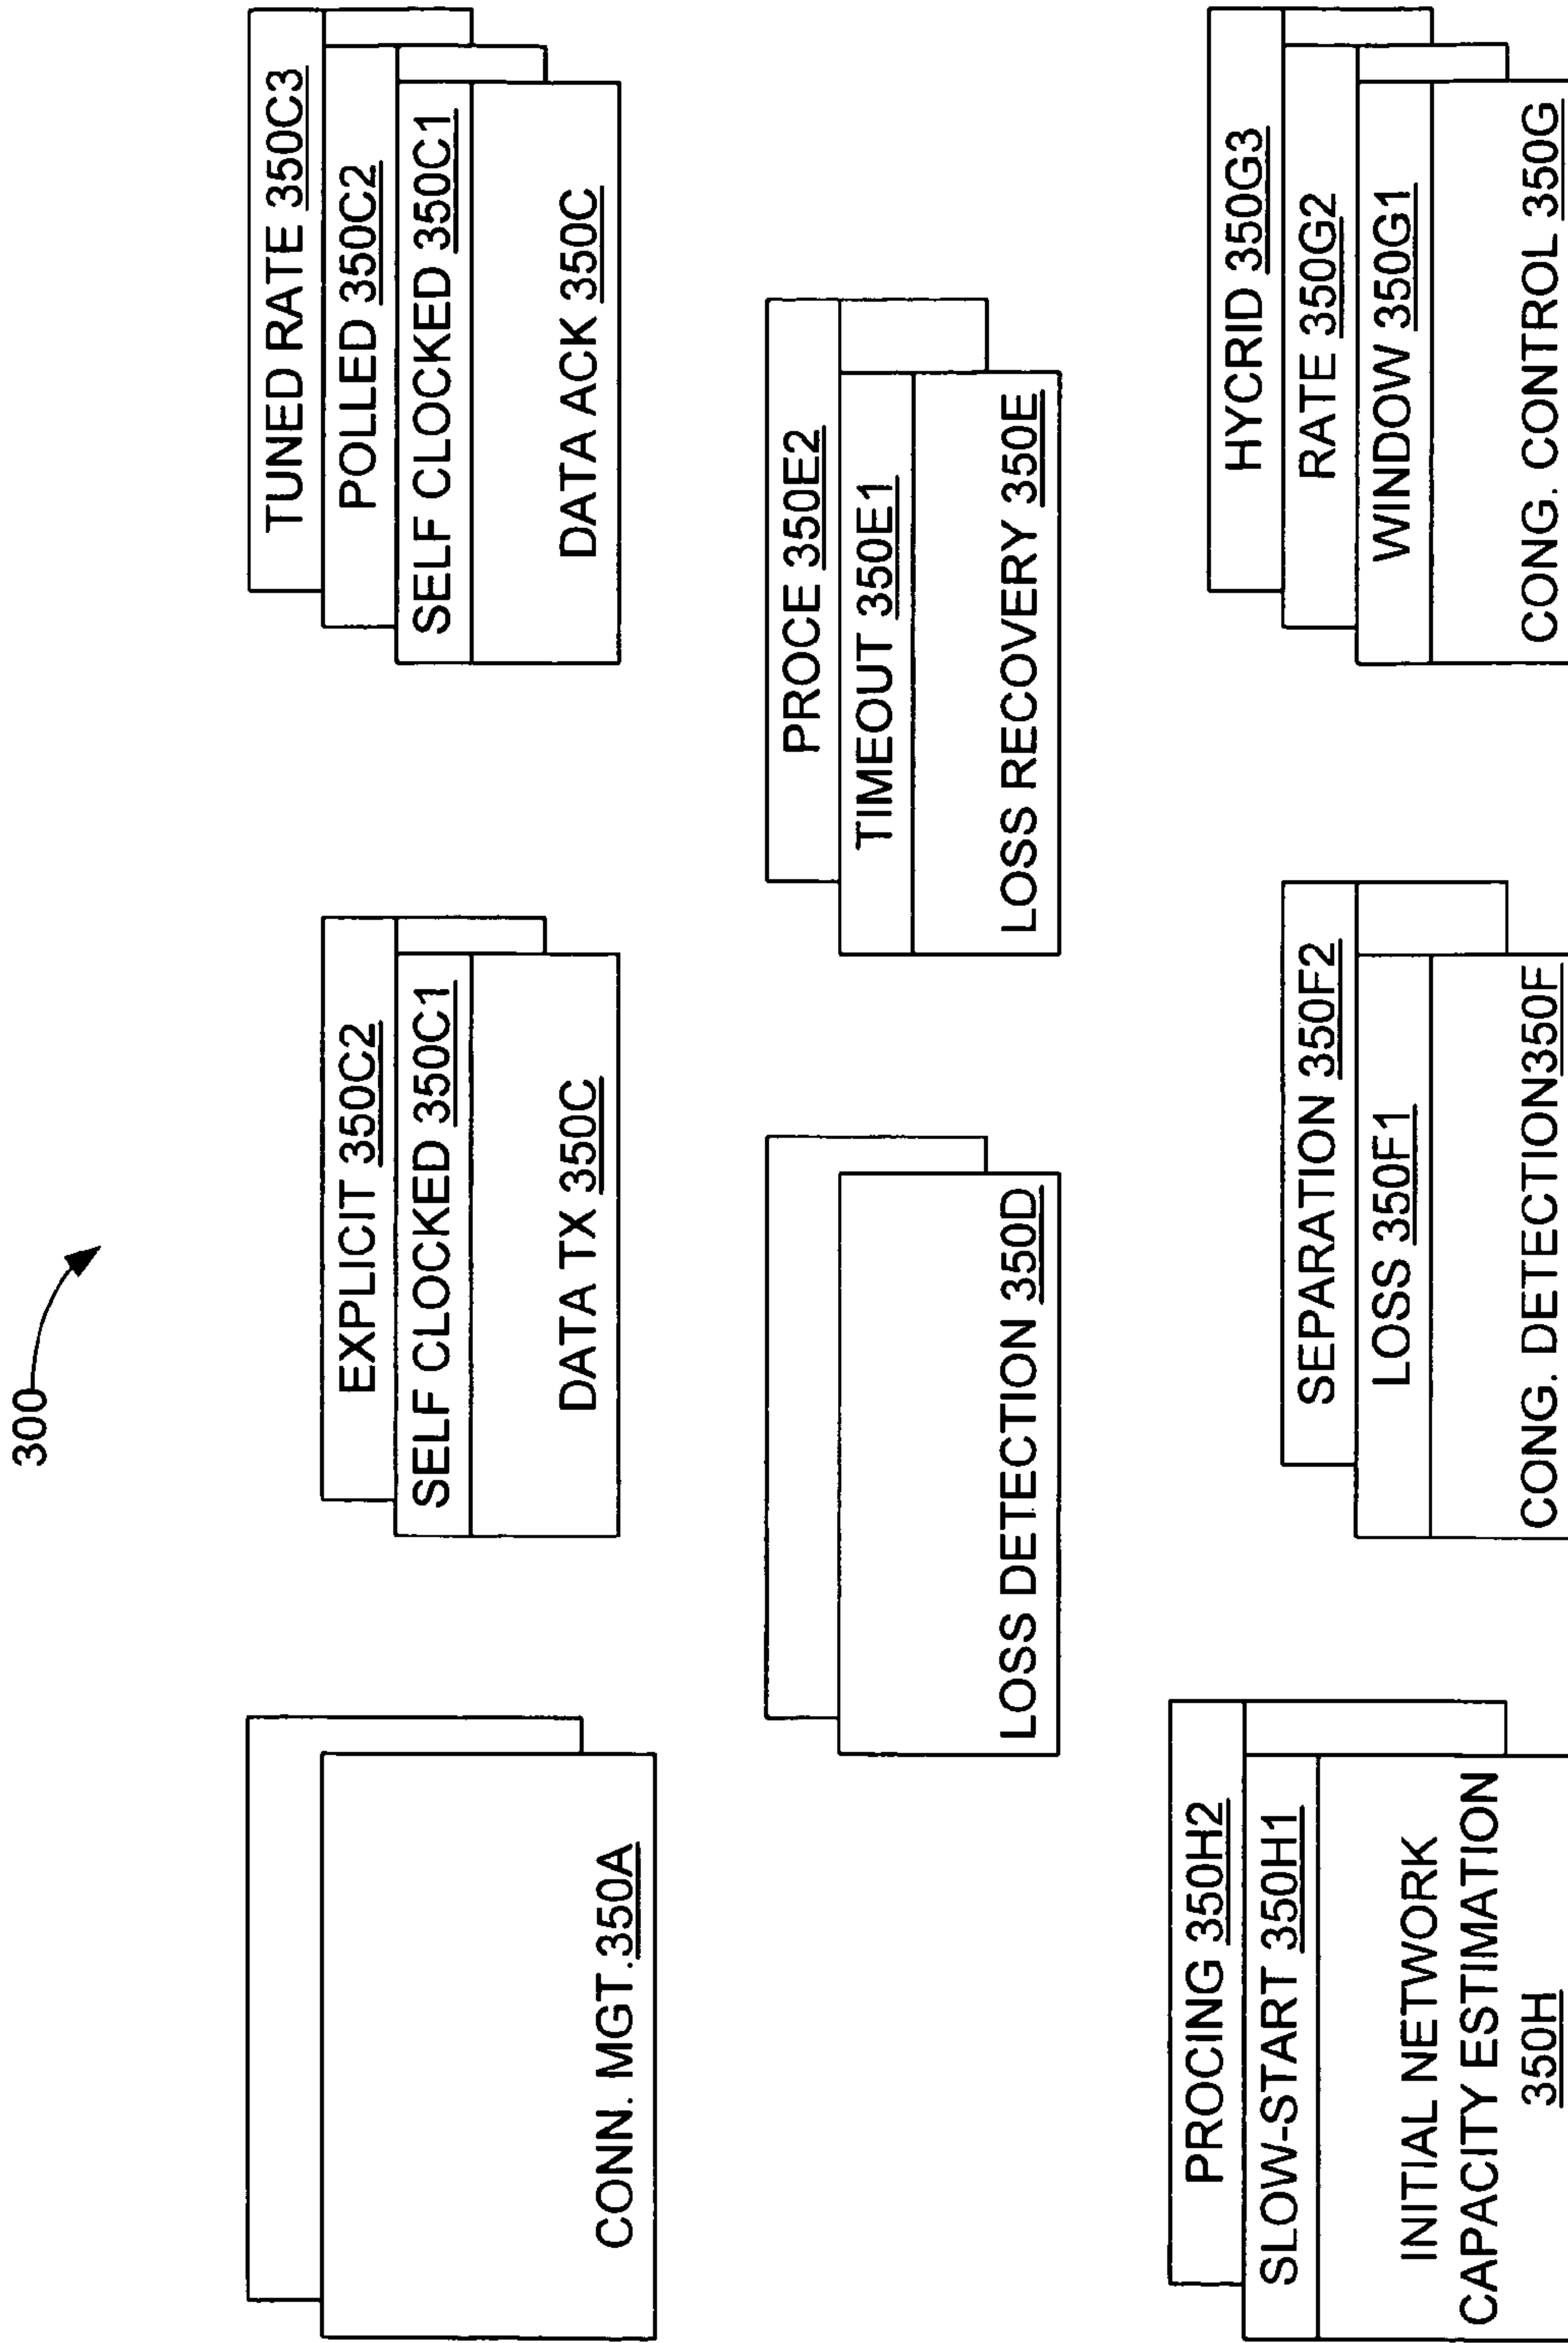 300
CONN. MGT.350A
EXPLICIT 350C2
SELF CLOCKED 350C1
DATA TX 350C
TUNED RATE 350C3
POLLED 350C2
SELF CLOCKED 350C1
DATA ACK 350C
LOSS DETECTION 350D
PROCE 350E2
TIMEOUT 350E1
LOSS RECOVERY 350E
PROCING 350H2
SLOW-START 350H1
INITIAL NETWORK
CAPACITY ESTIMATION
350H
SEPARATION 350F2
LOSS 350F1
CONG. DETECTION350F
HYCRID 350G3
RATE 350G2
WINDOW 350G1
CONG. CONTROL 350G